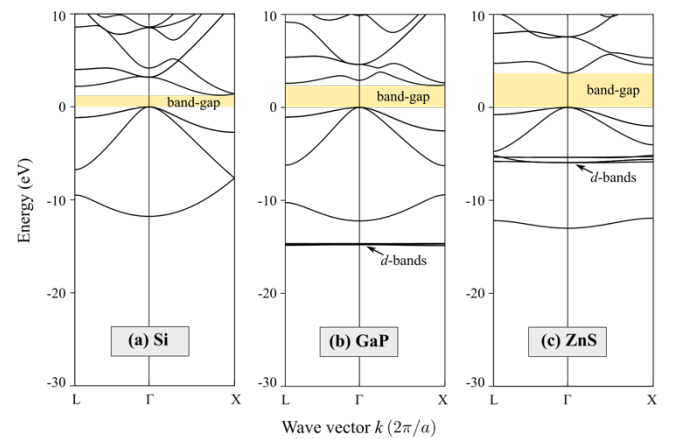 Energy (eV)
10
0
-10
-20
-30
band-gap
(a) Si
L Γ X
10
0
-10
-20
-30
band-gap
d-bands
(b) GaP
L Γ X
10
0
-10
-20
-30
band-gap
d-bands
(c) ZnS
L Γ X
Wave vector k (2π/a)